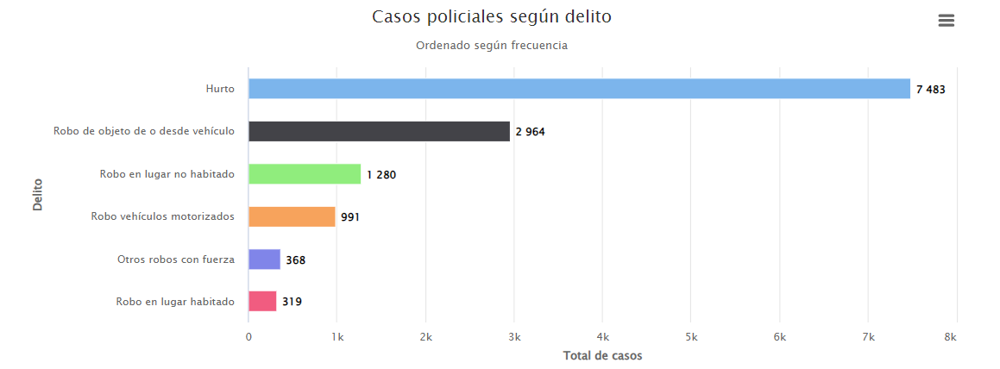 Casos policiales según delito
Ordenado según frecuencia
Hurto
7 483
Robo de objeto de o desde vehículo
2 964
Robo en lugar no habitado
1 280
Robo vehículos motorizados
991
Otros robos con fuerza
368
Robo en lugar habitado
319
Delito
0 1k 2k 3k 4k 5k 6k 7k 8k
Total de casos